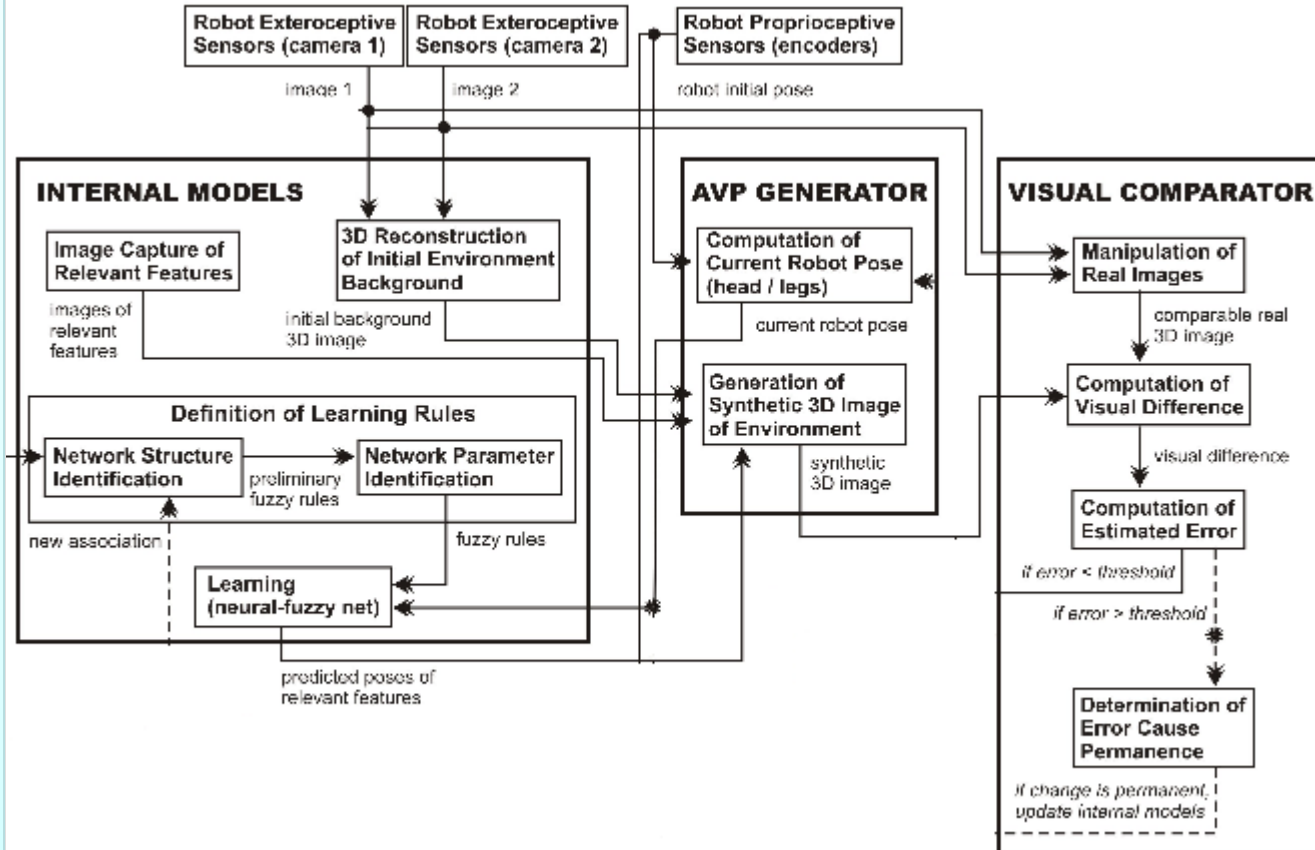 Robot Exteroceptive
Sensors (camera 1)
Robot Exteroceptive
Sensors (camera 2)
Robot Proprioceptive
Sensors (encoders)
image 1
image 2
robot initial pose
INTERNAL MODELS
Image Capture of
Relevant Features
3D Reconstruction
of Initial Environment
Background
images of
relevant
features
initial background
3D image
Definition of Learning Rules
Network Structure
Identification
preliminary
fuzzy rules
Network Parameter
Identification
new association
fuzzy rules
Learning
(neural-fuzzy net)
predicted poses of
relevant features
AVP GENERATOR
Computation of
Current Robot Pose
(head / legs)
current robot pose
Generation of
Synthetic 3D Image
of Environment
synthetic
3D image
VISUAL COMPARATOR
Manipulation of
Real Images
comparable real
3D image
Computation of
Visual Difference
visual difference
Computation of
Estimated Error
if error < threshold
if error > threshold
Determination of
Error Cause
Permanence
if change is permanent,
update internal models